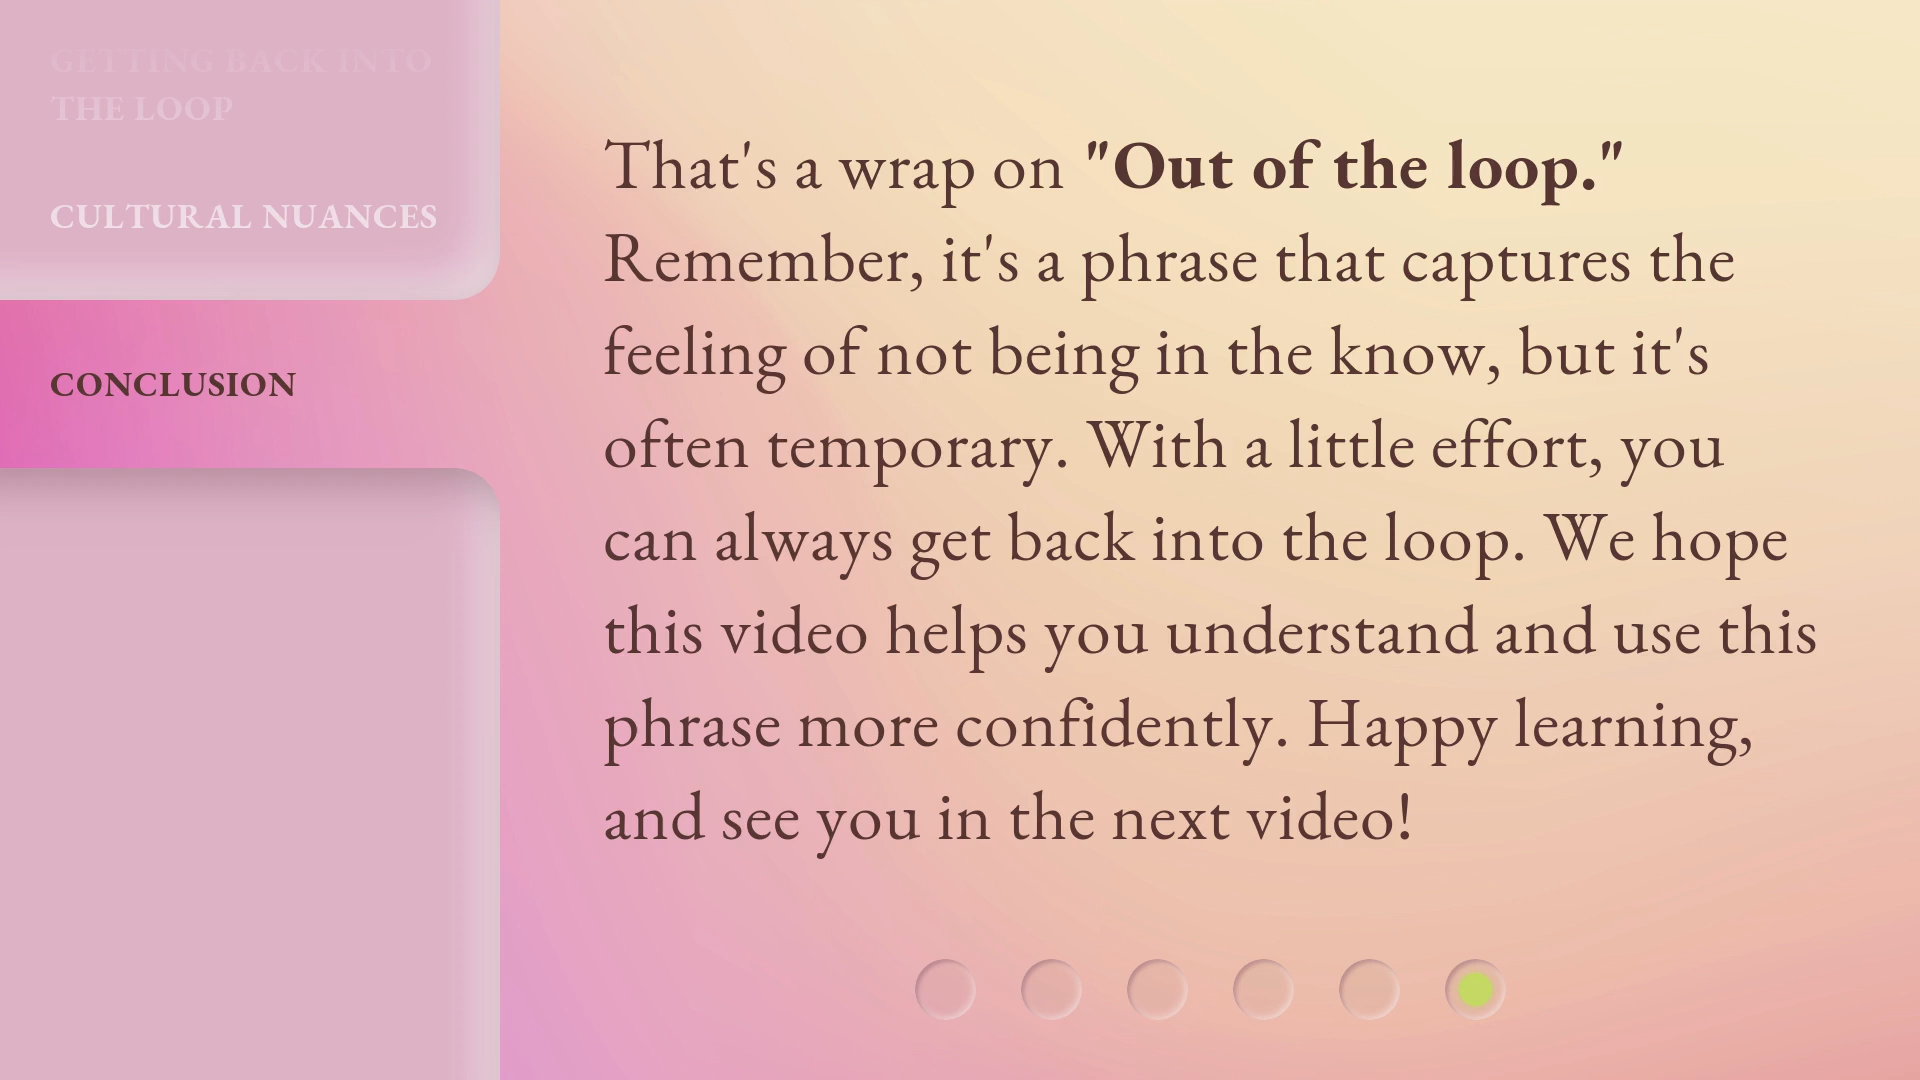 GETTING BACK INTO
THE LOOP
CULTURAL NUANCES
CONCLUSION
That's a wrap on "Out of the loop."
Remember, it's a phrase that captures the
feeling of not being in the know, but it's
often temporary. With a little effort, you
can always get back into the loop. We hope
this video helps you understand and use this
phrase more confidently. Happy learning,
and see you in the next video!